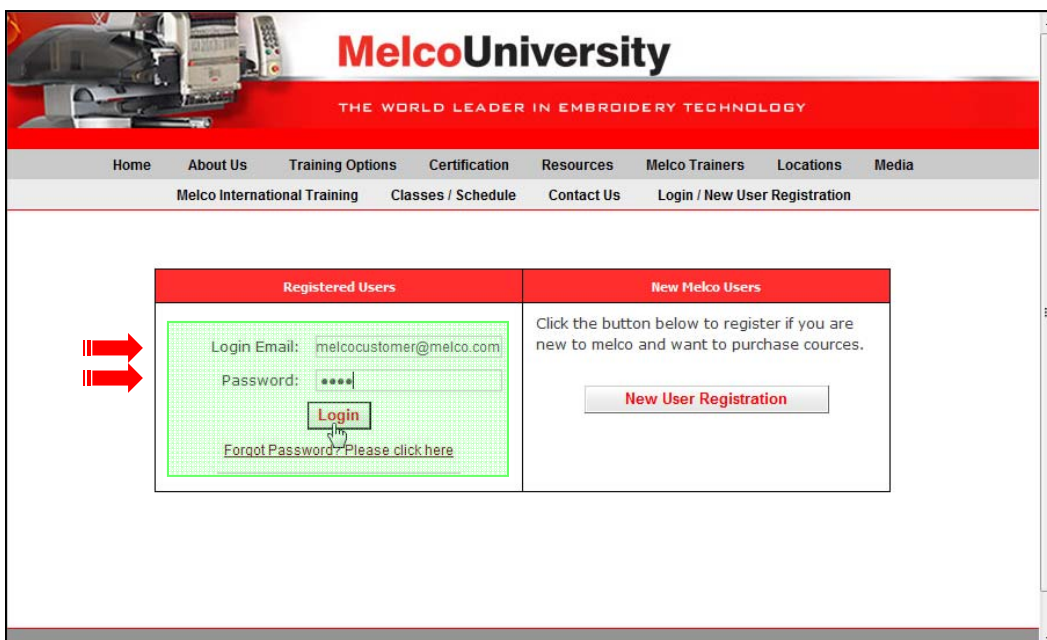 MelcoUniversity
THE WORLD LEADER IN EMBROIDERY TECHNOLOGY
Home About Us Training Options Certification Resources Melco Trainers Locations Media
Melco International Training Classes / Schedule Contact Us Login / New User Registration
Registered Users
Login Email: melcocustomer@melco.com
Password: ••••
Login
Forgot Password? Please click here
New Melco Users
Click the button below to register if you are
new to melco and want to purchase cources.
New User Registration